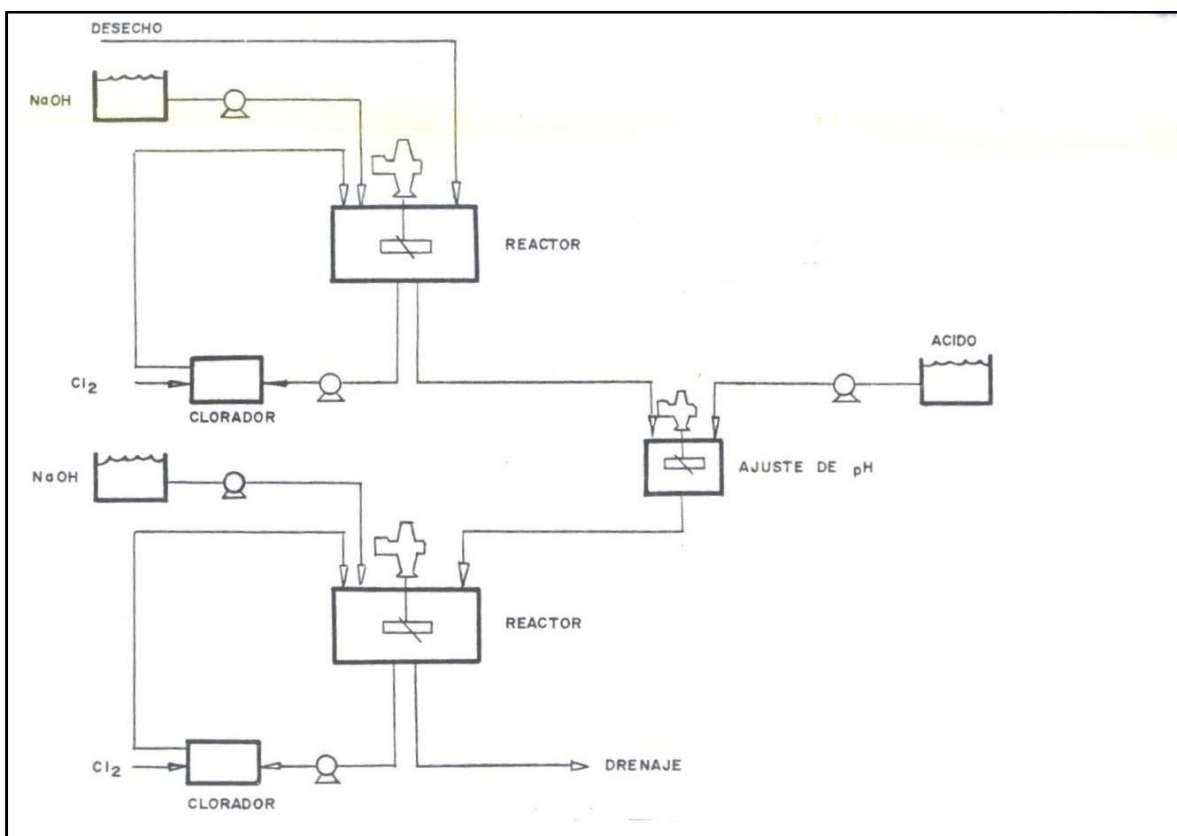 DESECHO
NaOH
REACTOR
ACIDO
Cl2
CLORADOR
AJUSTE DE pH
NaOH
REACTOR
Cl2
DRENAJE
CLORADOR